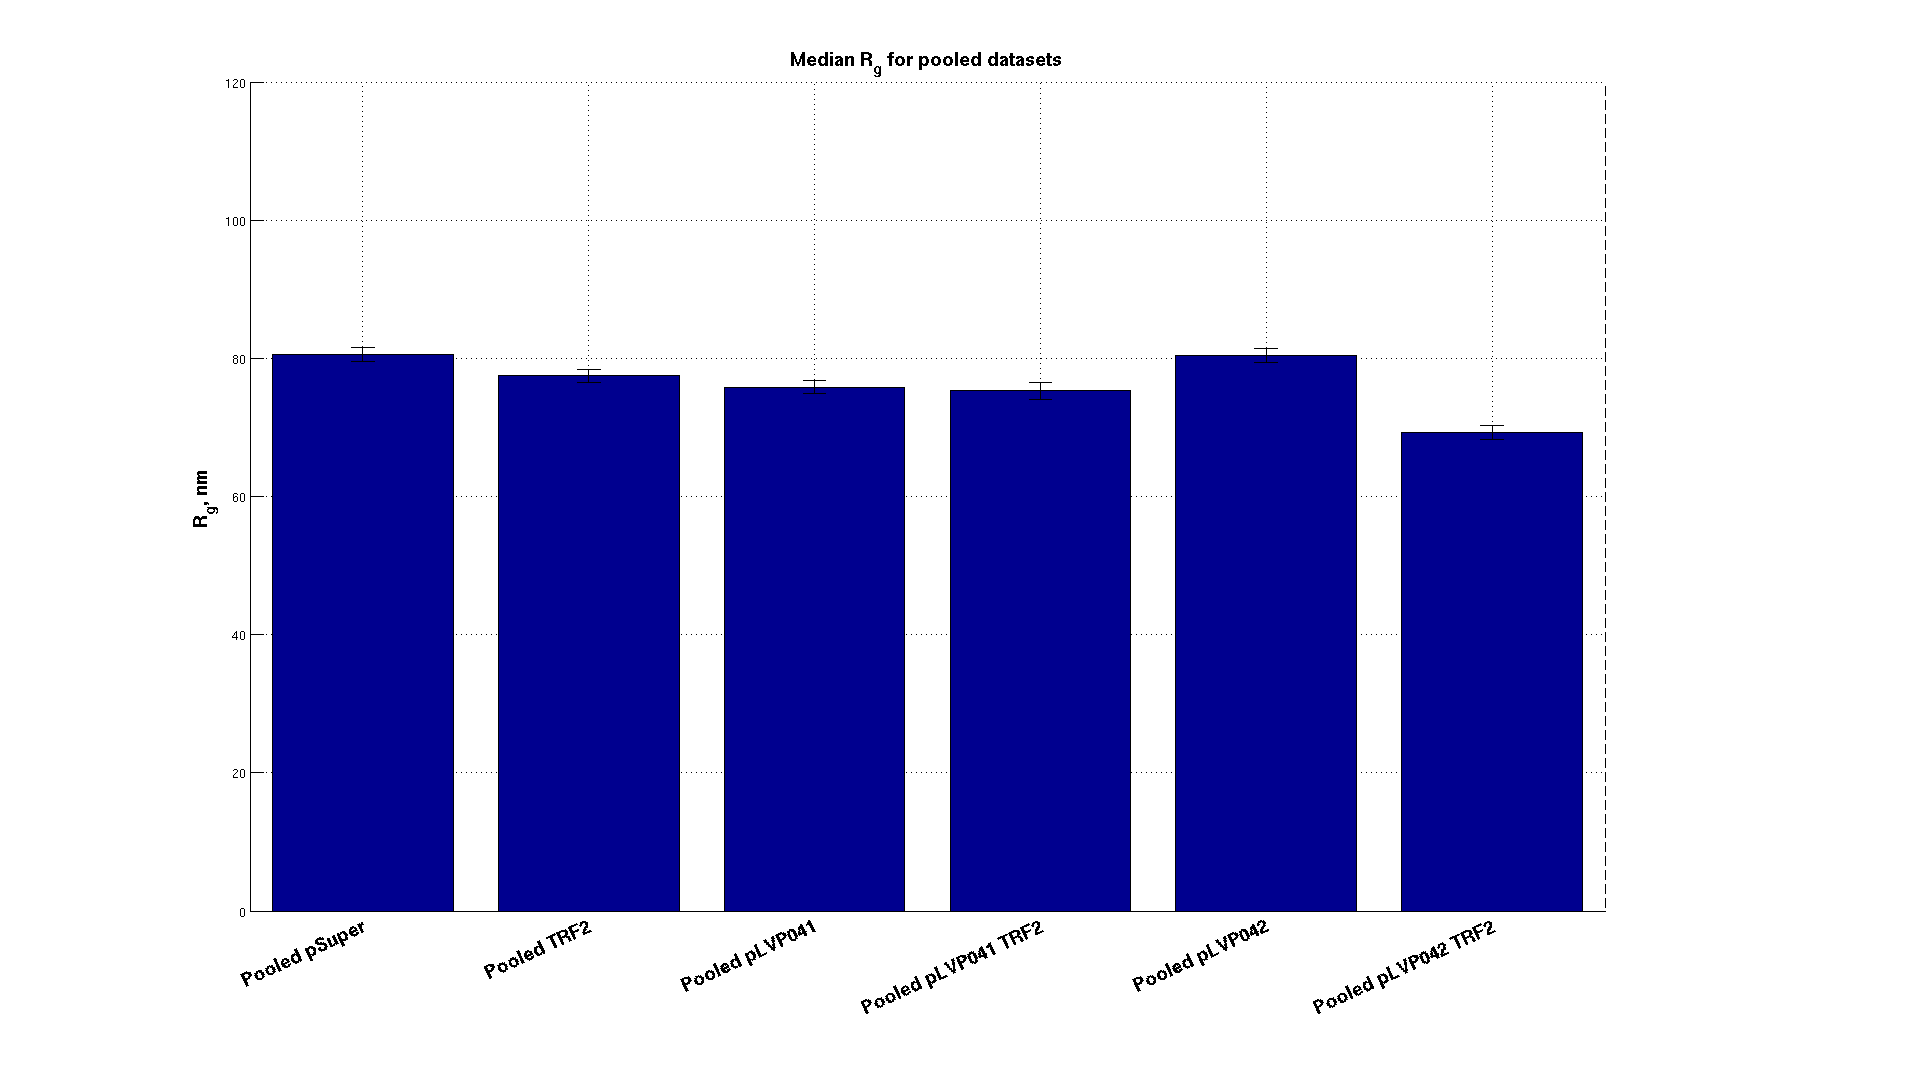 Median Rg for pooled datasets
120
100
80
60
40
20
0
Rg, nm
Pooled pSuper
Pooled TRF2
Pooled pLVP041
Pooled pLVP041 TRF2
Pooled pLVP042
Pooled pLVP042 TRF2